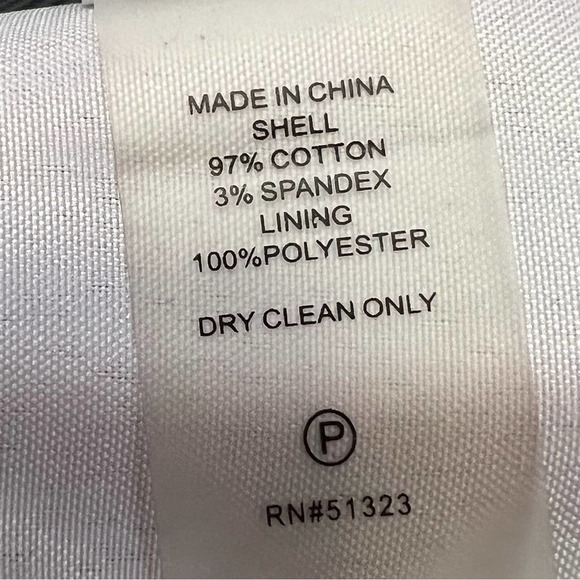 MADE IN CHINA
SHELL
97% COTTON
3% SPANDEX
LINING
100%POLYESTER
DRY CLEAN ONLY
P
RN#51323